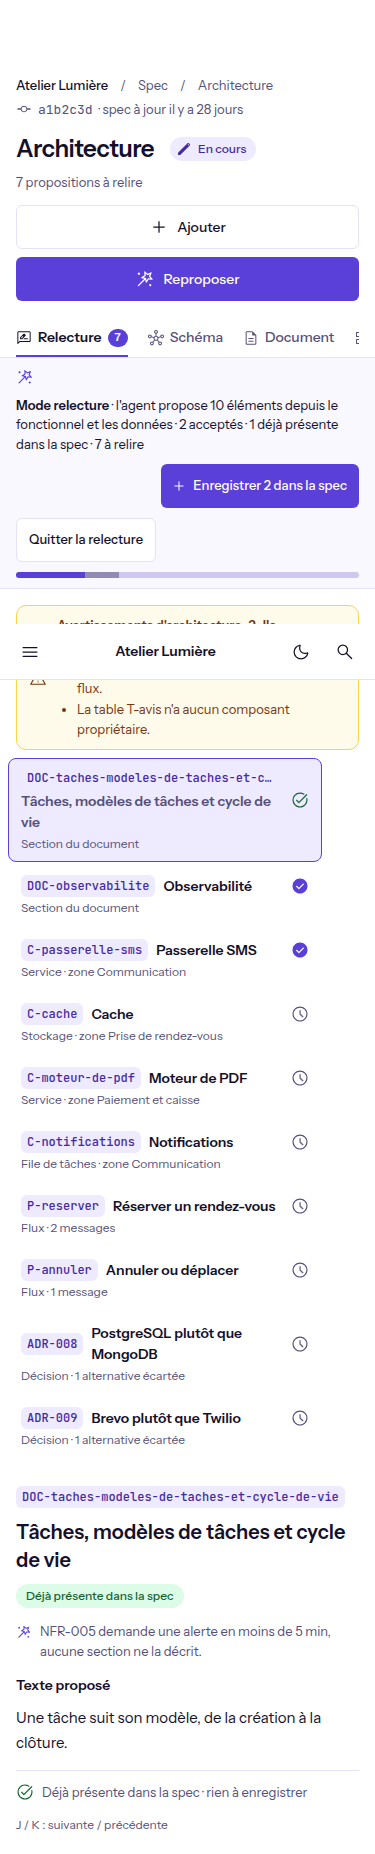 Atelier Lumière / Spec / Architecture
a1b2c3d · spec à jour il y a 28 jours
Architecture En cours
7 propositions à relire
Ajouter
Reproposer
Relecture 7 Schéma Document
Mode relecture · l'agent propose 10 éléments depuis le
fonctionnel et les données · 2 acceptés · 1 déjà présente
dans la spec · 7 à relire
Enregistrer 2 dans la spec
Quitter la relecture
Atelier Lumière
flux.
• La table T-avis n'a aucun composant
propriétaire.
DOC-taches-modeles-de-taches-et-c…
Tâches, modèles de tâches et cycle de
vie
Section du document
DOC-observabilite Observabilité
Section du document
C-passerelle-sms Passerelle SMS
Service · zone Communication
C-cache Cache
Stockage · zone Prise de rendez-vous
C-moteur-de-pdf Moteur de PDF
Service · zone Paiement et caisse
C-notifications Notifications
File de tâches · zone Communication
P-reserver Réserver un rendez-vous
Flux · 2 messages
P-annuler Annuler ou déplacer
Flux · 1 message
ADR-008 PostgreSQL plutôt que
MongoDB
Décision · 1 alternative écartée
ADR-009 Brevo plutôt que Twilio
Décision · 1 alternative écartée
DOC-taches-modeles-de-taches-et-cycle-de-vie
Tâches, modèles de tâches et cycle
de vie
Déjà présente dans la spec
NFR-005 demande une alerte en moins de 5 min,
aucune section ne la décrit.
Texte proposé
Une tâche suit son modèle, de la création à la
clôture.
Déjà présente dans la spec · rien à enregistrer
J / K : suivante / précédente